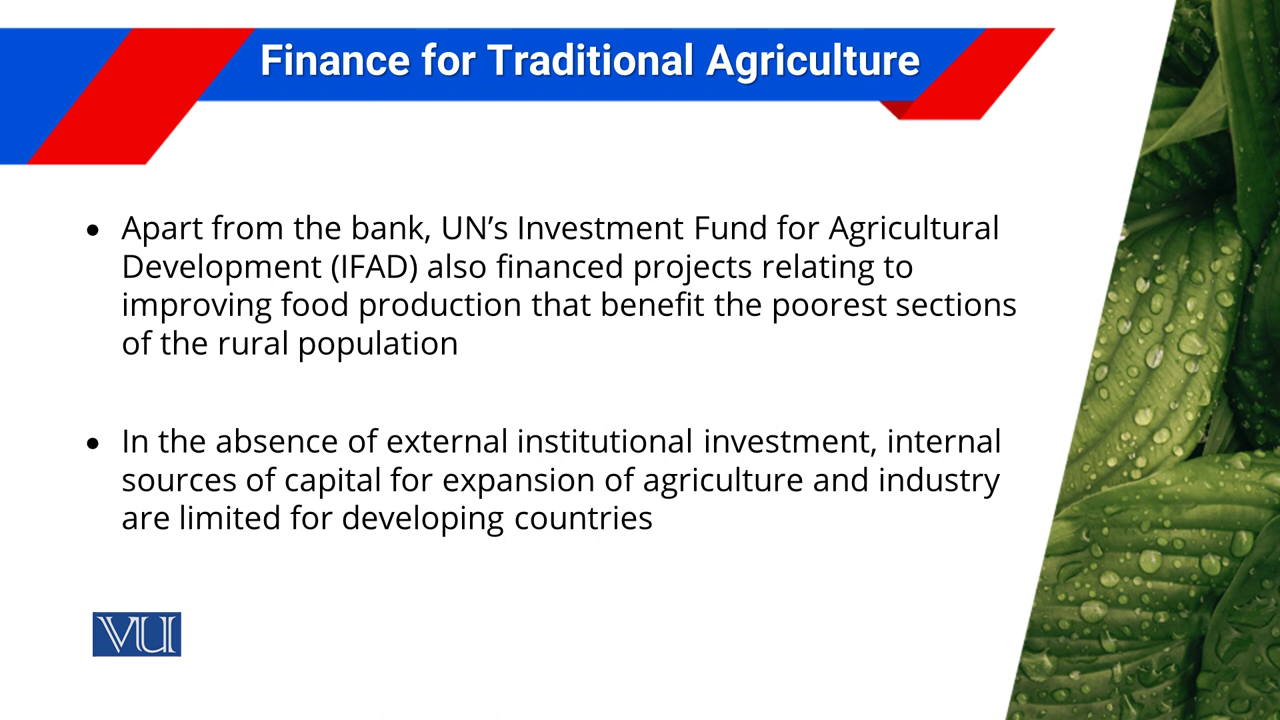 Finance for Traditional Agriculture
• Apart from the bank, UN’s Investment Fund for Agricultural
Development (IFAD) also financed projects relating to
improving food production that benefit the poorest sections
of the rural population
• In the absence of external institutional investment, internal
sources of capital for expansion of agriculture and industry
are limited for developing countries
VU